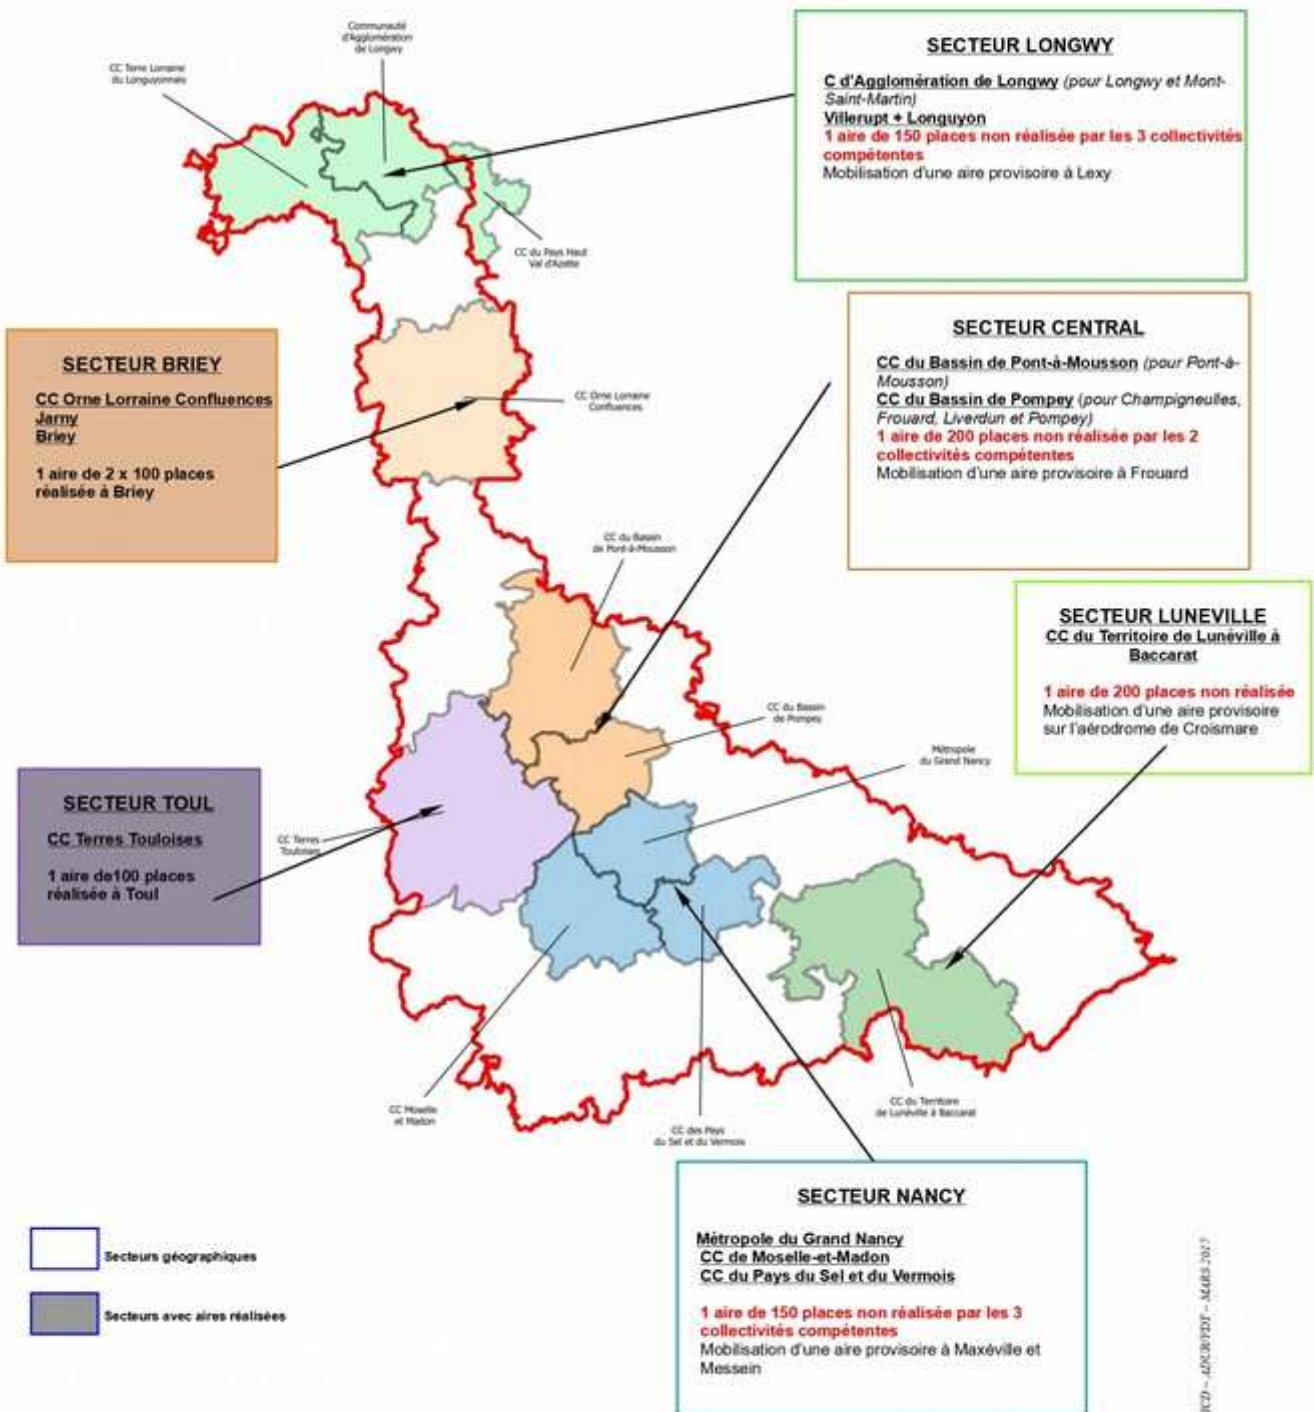 Communauté
d'Agglomération
de Longwy
CC Terre Lorraine
du Longuyonnais
SECTEUR LONGWY
C d'Agglomération de Longwy (pour Longwy et Mont-
Saint-Martin)
Villerupt + Longuyon
1 aire de 150 places non réalisée par les 3 collectivités
compétentes
Mobilisation d'une aire provisoire à Lexy
CC du Pays Haut
Val d'Alzette
SECTEUR BRIEY
CC Orne Lorraine Confluences
Jarny
Briey
1 aire de 2 x 100 places
réalisée à Briey
CC Orne Lorraine
Confluences
SECTEUR CENTRAL
CC du Bassin de Pont-à-Mousson (pour Pont-à-
Mousson)
CC du Bassin de Pompey (pour Champigneulles,
Frouard, Liverdun et Pompey)
1 aire de 200 places non réalisée par les 2
collectivités compétentes
Mobilisation d'une aire provisoire à Frouard
CC du Bassin
de Pont-à-Mousson
SECTEUR LUNEVILLE
CC du Territoire de Lunéville à
Baccarat
1 aire de 200 places non réalisée
Mobilisation d'une aire provisoire
sur l'aérodrome de Croismare
CC du Bassin
de Pompey
Métropole
du Grand Nancy
SECTEUR TOUL
CC Terres Touloises
1 aire de100 places
réalisée à Toul
CC Terres
Touloises
CC Moselle
et Madon
CC des Pays
du Sel et du Vermois
CC du Territoire
de Lunéville à Baccarat
SECTEUR NANCY
Métropole du Grand Nancy
CC de Moselle-et-Madon
CC du Pays du Sel et du Vermois
1 aire de 150 places non réalisée par les 3
collectivités compétentes
Mobilisation d'une aire provisoire à Maxéville et
Messein
Secteurs géographiques
Secteurs avec aires réalisées
MARS 2017